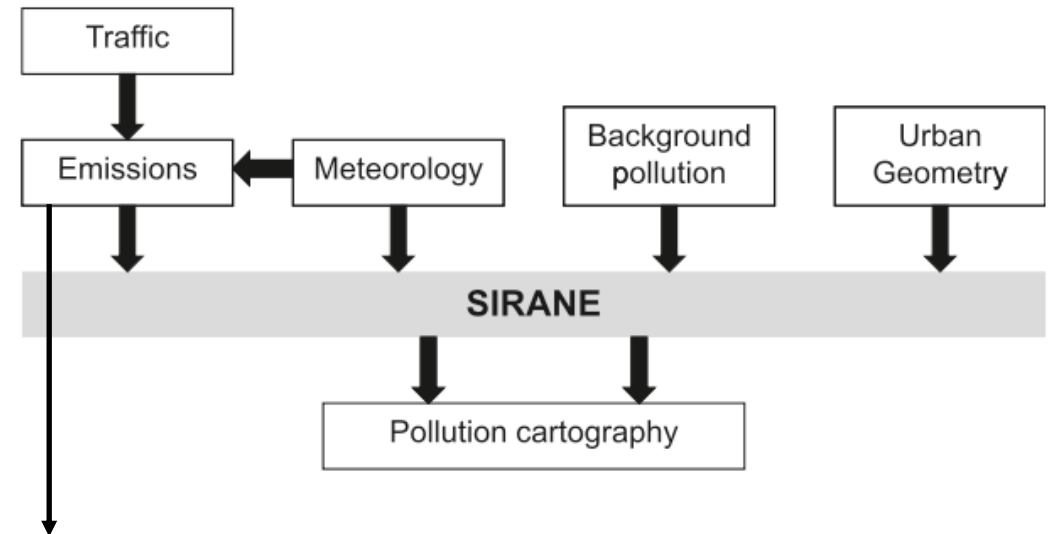 Traffic
Emissions
Meteorology
Background
pollution
Urban
Geometry
SIRANE
Pollution cartography